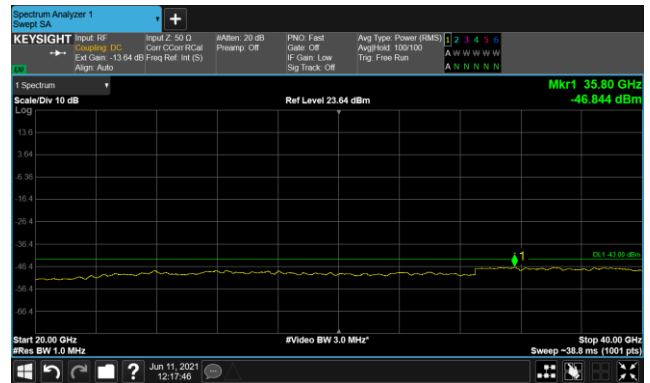 Spectrum Analyzer 1
Swept SA
KEYSIGHT Input: RF Input Z: 50 Ω #Atten: 20 dB PNO: Fast Avg Type: Power (RMS) 1 2 3 4 5 6
Coupling: DC Corr CCorr RCal Preamp: Off Gate: Off Avg|Hold: 100/100 A W W W W W
Ext Gain: -13.64 dB Freq Ref: Int (S) IF Gain: Low Trig: Free Run
Align: Auto Sig Track: Off A N N N N N
1 Spectrum Mkr1 35.80 GHz
Scale/Div 10 dB Ref Level 23.64 dBm -46.844 dBm
Log
13.6
3.64
-6.36
-16.4
-26.4
-36.4
1
DL1 -43.00 dBm
-46.4
-56.4
-66.4
Start 20.00 GHz #Video BW 3.0 MHz* Stop 40.00 GHz
#Res BW 1.0 MHz Sweep ~38.8 ms (1001 pts)
Jun 11, 2021
12:17:46